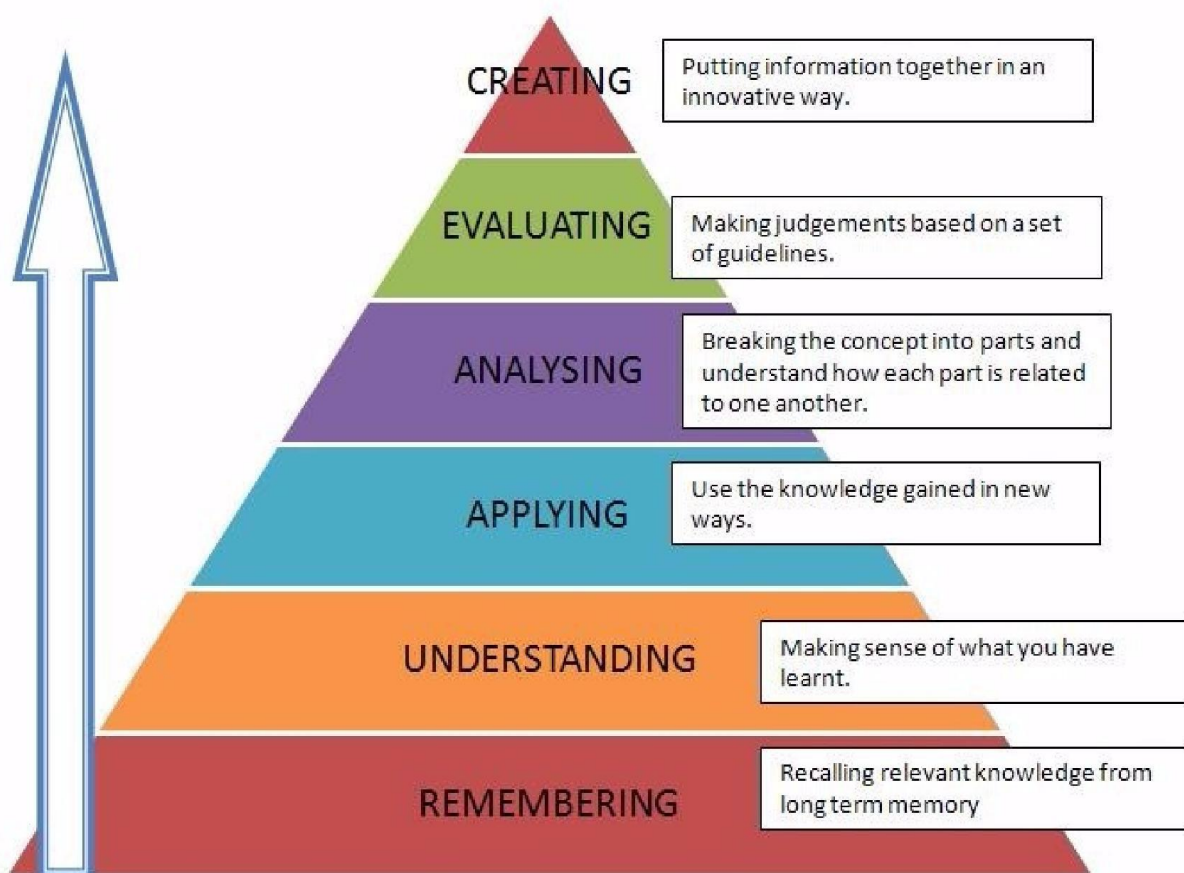 CREATING
Putting information together in an
innovative way.
EVALUATING
Making judgements based on a set
of guidelines.
ANALYSING
Breaking the concept into parts and
understand how each part is related
to one another.
APPLYING
Use the knowledge gained in new
ways.
UNDERSTANDING
Making sense of what you have
learnt.
REMEMBERING
Recalling relevant knowledge from
long term memory